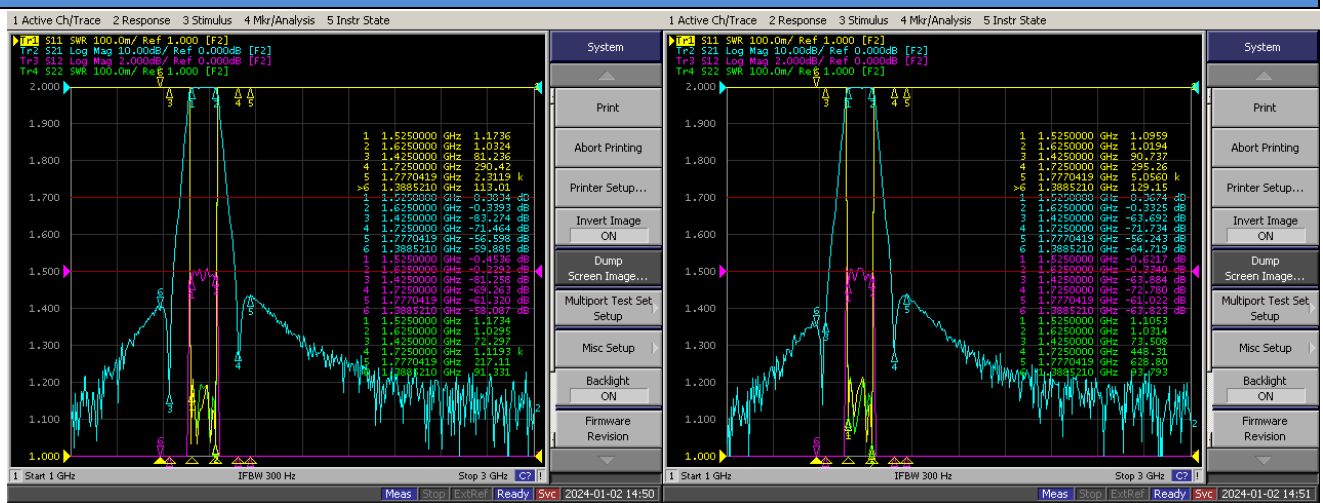 1 Active Ch/Trace 2 Response 3 Stimulus 4 Mkr/Analysis 5 Instr State
Tr1 S11 SWR 100.0m/ Ref 1.000 [F2]
Tr2 S21 Log Mag 10.00dB/ Ref 0.000dB [F2]
Tr3 S12 Log Mag 2.000dB/ Ref 0.000dB [F2]
Tr4 S22 SWR 100.0m/ Ref 1.000 [F2]
2.000
1.900
1.800
1.700
1.600
1.500
1.400
1.300
1.200
1.100
1.000
1 1.5250000 GHz 1.1736
2 1.6250000 GHz 1.0324
3 1.4250000 GHz 81.236
4 1.7250000 GHz 290.42
5 1.7770419 GHz 2.3119 k
>6 1.3885210 GHz 113.01
1 1.5250000 GHz -0.3834 dB
2 1.6250000 GHz -0.3393 dB
3 1.4250000 GHz -83.274 dB
4 1.7250000 GHz -71.464 dB
5 1.7770419 GHz -56.598 dB
6 1.3885210 GHz -59.885 dB
1 1.5250000 GHz -0.4536 dB
2 1.6250000 GHz -0.2292 dB
3 1.4250000 GHz -81.258 dB
4 1.7250000 GHz -69.263 dB
5 1.7770419 GHz -61.320 dB
6 1.3885210 GHz -58.087 dB
1 1.5250000 GHz 1.1734
2 1.6250000 GHz 1.0295
3 1.4250000 GHz 72.297
4 1.7250000 GHz 1.1193 k
5 1.7770419 GHz 217.11
6 1.3885210 GHz 91.331
1 Start 1 GHz IFBW 300 Hz Stop 3 GHz C? !
System
Print
Abort Printing
Printer Setup...
Invert Image
ON
Dump
Screen Image...
Multiport Test Set
Setup
Misc Setup
Backlight
ON
Firmware
Revision
Meas Stop ExtRef Ready Svc 2024-01-02 14:50
1 Active Ch/Trace 2 Response 3 Stimulus 4 Mkr/Analysis 5 Instr State
Tr1 S11 SWR 100.0m/ Ref 1.000 [F2]
Tr2 S21 Log Mag 10.00dB/ Ref 0.000dB [F2]
Tr3 S12 Log Mag 2.000dB/ Ref 0.000dB [F2]
Tr4 S22 SWR 100.0m/ Ref 1.000 [F2]
2.000
1.900
1.800
1.700
1.600
1.500
1.400
1.300
1.200
1.100
1.000
1 1.5250000 GHz 1.0959
2 1.6250000 GHz 1.0194
3 1.4250000 GHz 90.737
4 1.7250000 GHz 295.26
5 1.7770419 GHz 5.0560 k
>6 1.3885210 GHz 129.15
1 1.5250000 GHz -0.3674 dB
2 1.6250000 GHz -0.3325 dB
3 1.4250000 GHz -63.692 dB
4 1.7250000 GHz -71.734 dB
5 1.7770419 GHz -56.243 dB
6 1.3885210 GHz -64.719 dB
1 1.5250000 GHz -0.6217 dB
2 1.6250000 GHz -0.3340 dB
3 1.4250000 GHz -63.884 dB
4 1.7250000 GHz -72.780 dB
5 1.7770419 GHz -61.022 dB
6 1.3885210 GHz -63.823 dB
1 1.5250000 GHz 1.1053
2 1.6250000 GHz 1.0314
3 1.4250000 GHz 73.508
4 1.7250000 GHz 448.31
5 1.7770419 GHz 628.80
6 1.3885210 GHz 93.793
1 Start 1 GHz IFBW 300 Hz Stop 3 GHz C? !
System
Print
Abort Printing
Printer Setup...
Invert Image
ON
Dump
Screen Image...
Multiport Test Set
Setup
Misc Setup
Backlight
ON
Firmware
Revision
Meas Stop ExtRef Ready Svc 2024-01-02 14:51